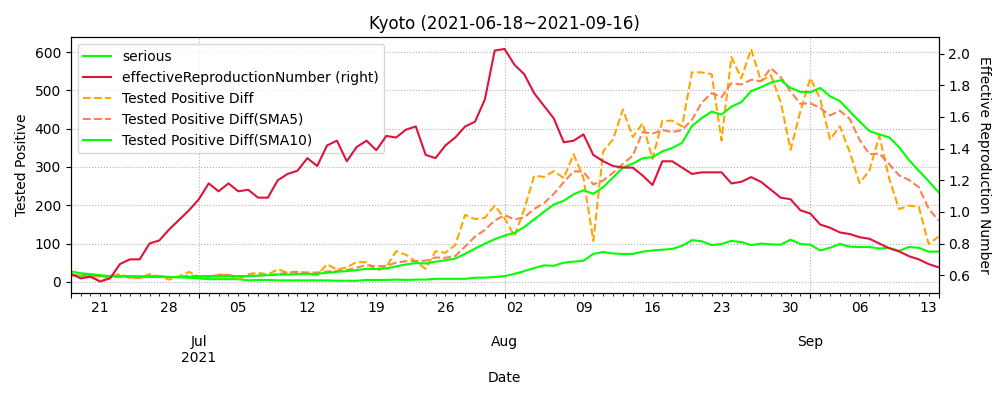 Kyoto (2021-06-18~2021-09-16)
serious
effectiveReproductionNumber (right)
Tested Positive Diff
Tested Positive Diff(SMA5)
Tested Positive Diff(SMA10)
Tested Positive
600
500
400
300
200
100
0
2.0
1.8
1.6
1.4
1.2
1.0
0.8
0.6
Effective Reproduction Number
21 28 05 12 19 26 02 09 16 23 30 06 13
Jul Aug Sep
2021
Date